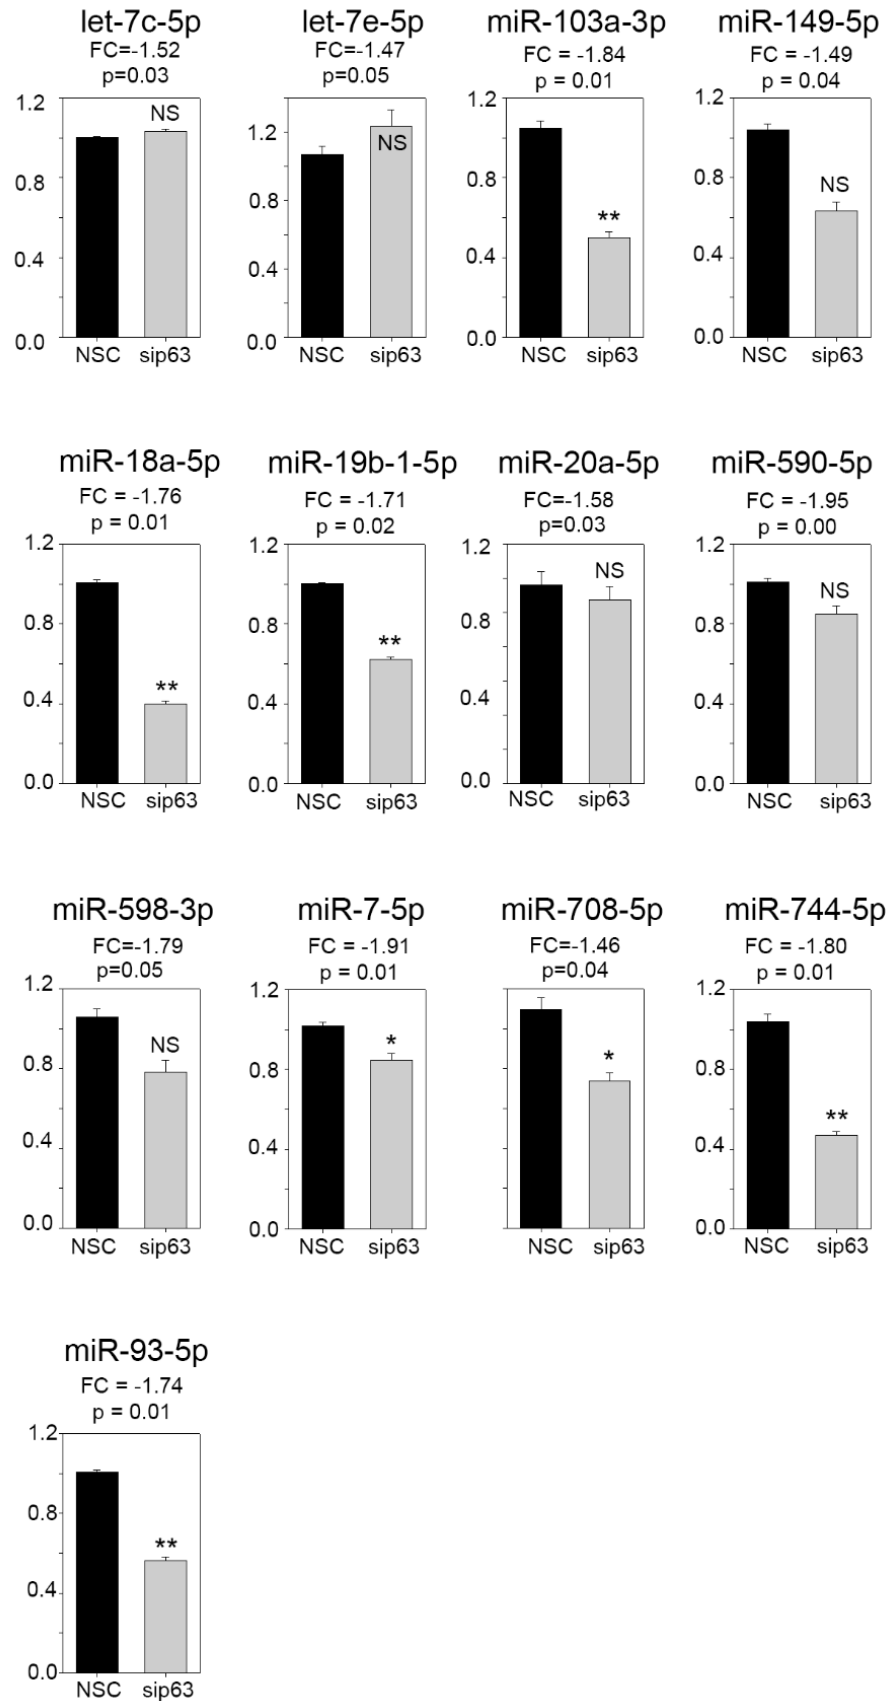 let-7c-5p
FC=-1.52
p=0.03
1.2
0.8
0.4
0.0
NS
NSC sip63
let-7e-5p
FC=-1.47
p=0.05
1.2
0.8
0.4
0.0
NS
NSC sip63
miR-103a-3p
FC = -1.84
p = 0.01
1.2
0.8
0.4
0.0
**
NSC sip63
miR-149-5p
FC = -1.49
p = 0.04
1.2
0.8
0.4
0.0
NS
NSC sip63
miR-18a-5p
FC = -1.76
p = 0.01
1.2
0.8
0.4
0.0
**
NSC sip63
miR-19b-1-5p
FC = -1.71
p = 0.02
1.2
0.8
0.4
0.0
**
NSC sip63
miR-20a-5p
FC=-1.58
p=0.03
1.2
0.8
0.4
0.0
NS
NSC sip63
miR-590-5p
FC = -1.95
p = 0.00
1.2
0.8
0.4
0.0
NS
NSC sip63
miR-598-3p
FC=-1.79
p=0.05
1.2
0.8
0.4
0.0
NS
NSC sip63
miR-7-5p
FC = -1.91
p = 0.01
1.2
0.8
0.4
0.0
*
NSC sip63
miR-708-5p
FC=-1.46
p=0.04
1.2
0.8
0.4
0.0
*
NSC sip63
miR-744-5p
FC = -1.80
p = 0.01
1.2
0.8
0.4
0.0
**
NSC sip63
miR-93-5p
FC = -1.74
p = 0.01
1.2
0.8
0.4
0.0
**
NSC sip63